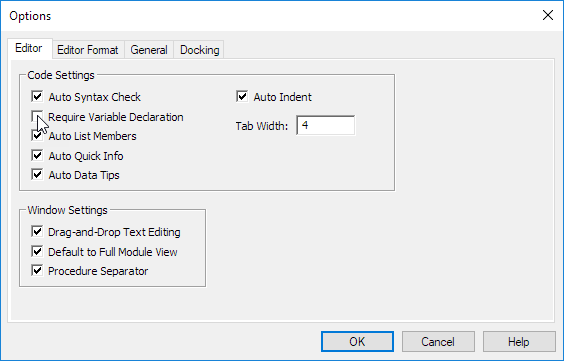 Options
Editor Editor Format General Docking
Code Settings
Auto Syntax Check Auto Indent
Require Variable Declaration
Tab Width: 4
Auto List Members
Auto Quick Info
Auto Data Tips
Window Settings
Drag-and-Drop Text Editing
Default to Full Module View
Procedure Separator
OK Cancel Help